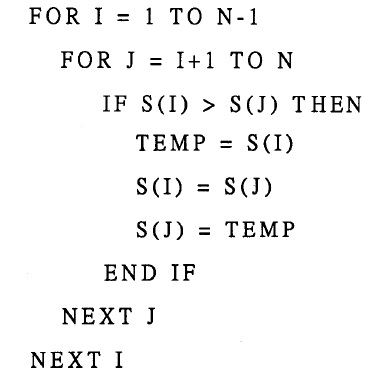 FOR I = 1 TO N-1
FOR J = I+1 TO N
IF S(I) > S(J) THEN
TEMP = S(I)
S(I) = S(J)
S(J) = TEMP
END IF
NEXT J
NEXT I